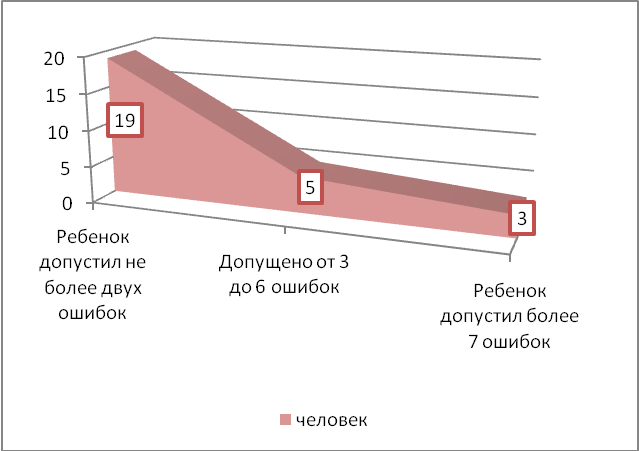 20
15
10
5
0
19
5
3
Ребенок
допустил не
более двух
ошибок
Допущено от 3
до 6 ошибок
Ребенок
допустил более
7 ошибок
человек